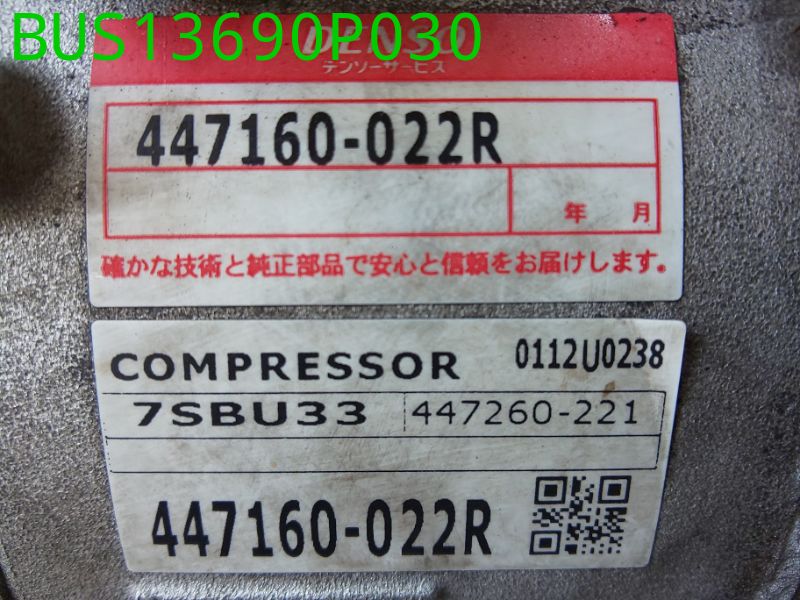 BUS13690P030
DENSO
デンソーサービス
447160-022R
年 月
確かな技術と純正部品で安心と信頼をお届けします。
COMPRESSOR 0112U0238
7SBU33 447260-221
447160-022R